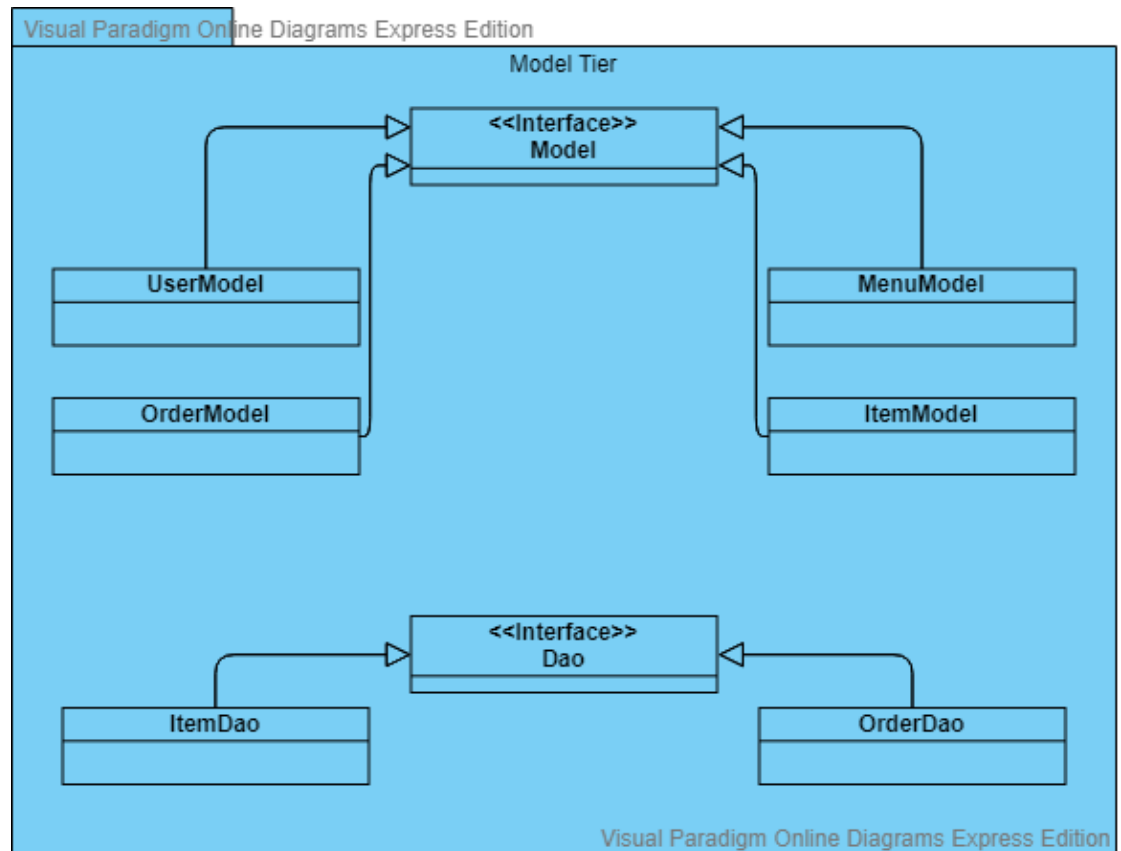 Visual Paradigm Online Diagrams Express Edition
Model Tier
<<Interface>>
Model
UserModel
MenuModel
OrderModel
ItemModel
<<Interface>>
Dao
ItemDao
OrderDao
Visual Paradigm Online Diagrams Express Edition